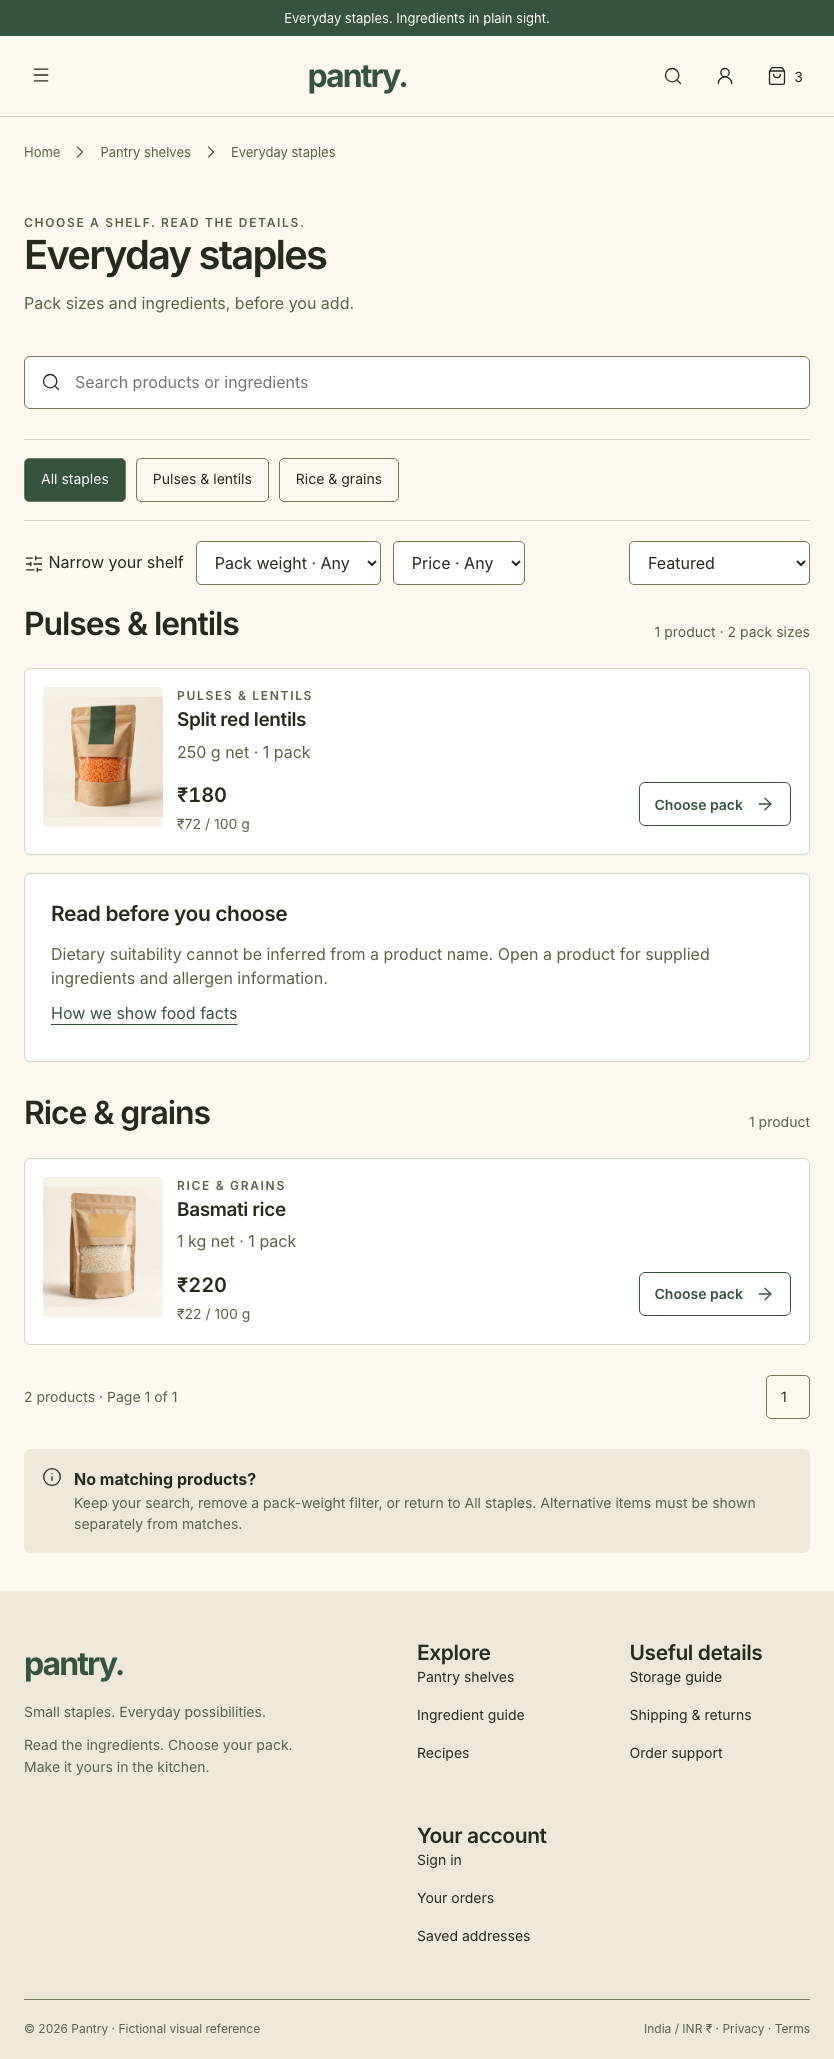 Everyday staples. Ingredients in plain sight.
pantry.
3
Home
Pantry shelves
Everyday staples
CHOOSE A SHELF. READ THE DETAILS.
Everyday staples
Pack sizes and ingredients, before you add.
Search products or ingredients
All staples
Pulses & lentils
Rice & grains
Narrow your shelf
Pack weight · Any
Price · Any
Featured
Pulses & lentils
1 product · 2 pack sizes
PULSES & LENTILS
Split red lentils
250 g net · 1 pack
₹180
₹72 / 100 g
Choose pack
Read before you choose
Dietary suitability cannot be inferred from a product name. Open a product for supplied
ingredients and allergen information.
How we show food facts
Rice & grains
1 product
RICE & GRAINS
Basmati rice
1 kg net · 1 pack
₹220
₹22 / 100 g
Choose pack
2 products · Page 1 of 1
1
No matching products?
Keep your search, remove a pack-weight filter, or return to All staples. Alternative items must be shown
separately from matches.
pantry.
Small staples. Everyday possibilities.
Read the ingredients. Choose your pack.
Make it yours in the kitchen.
Explore
Pantry shelves
Ingredient guide
Recipes
Useful details
Storage guide
Shipping & returns
Order support
Your account
Sign in
Your orders
Saved addresses
© 2026 Pantry · Fictional visual reference
India / INR ₹ · Privacy · Terms